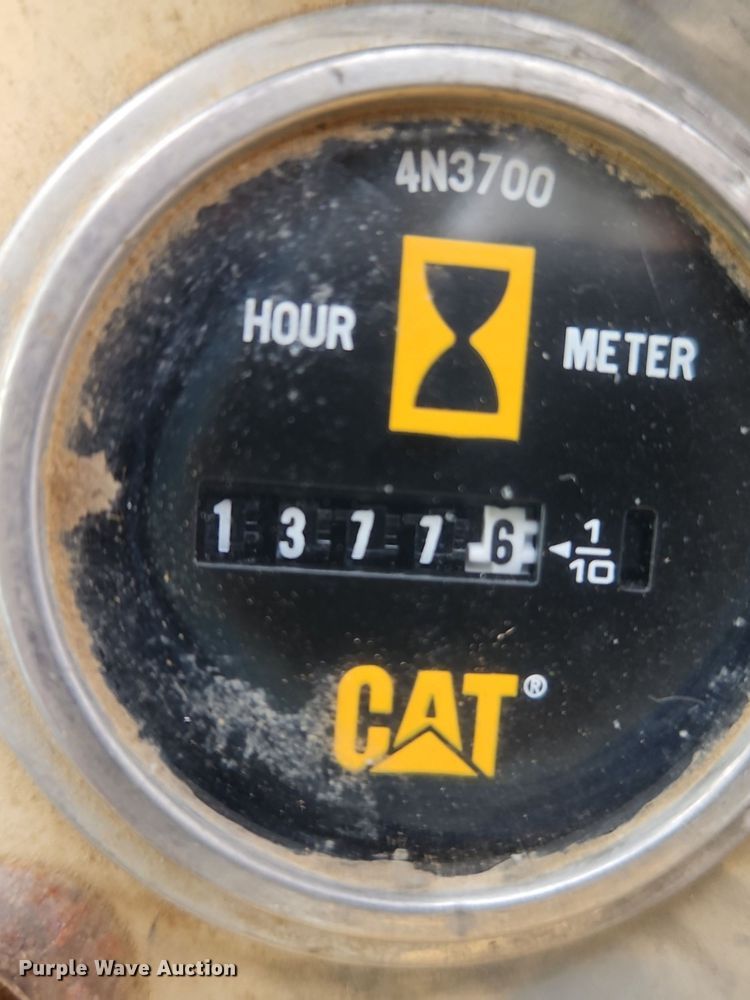 4N3700
HOUR METER
1 3 7 7 6 ◄ 1/10
CAT®
Purple Wave Auction